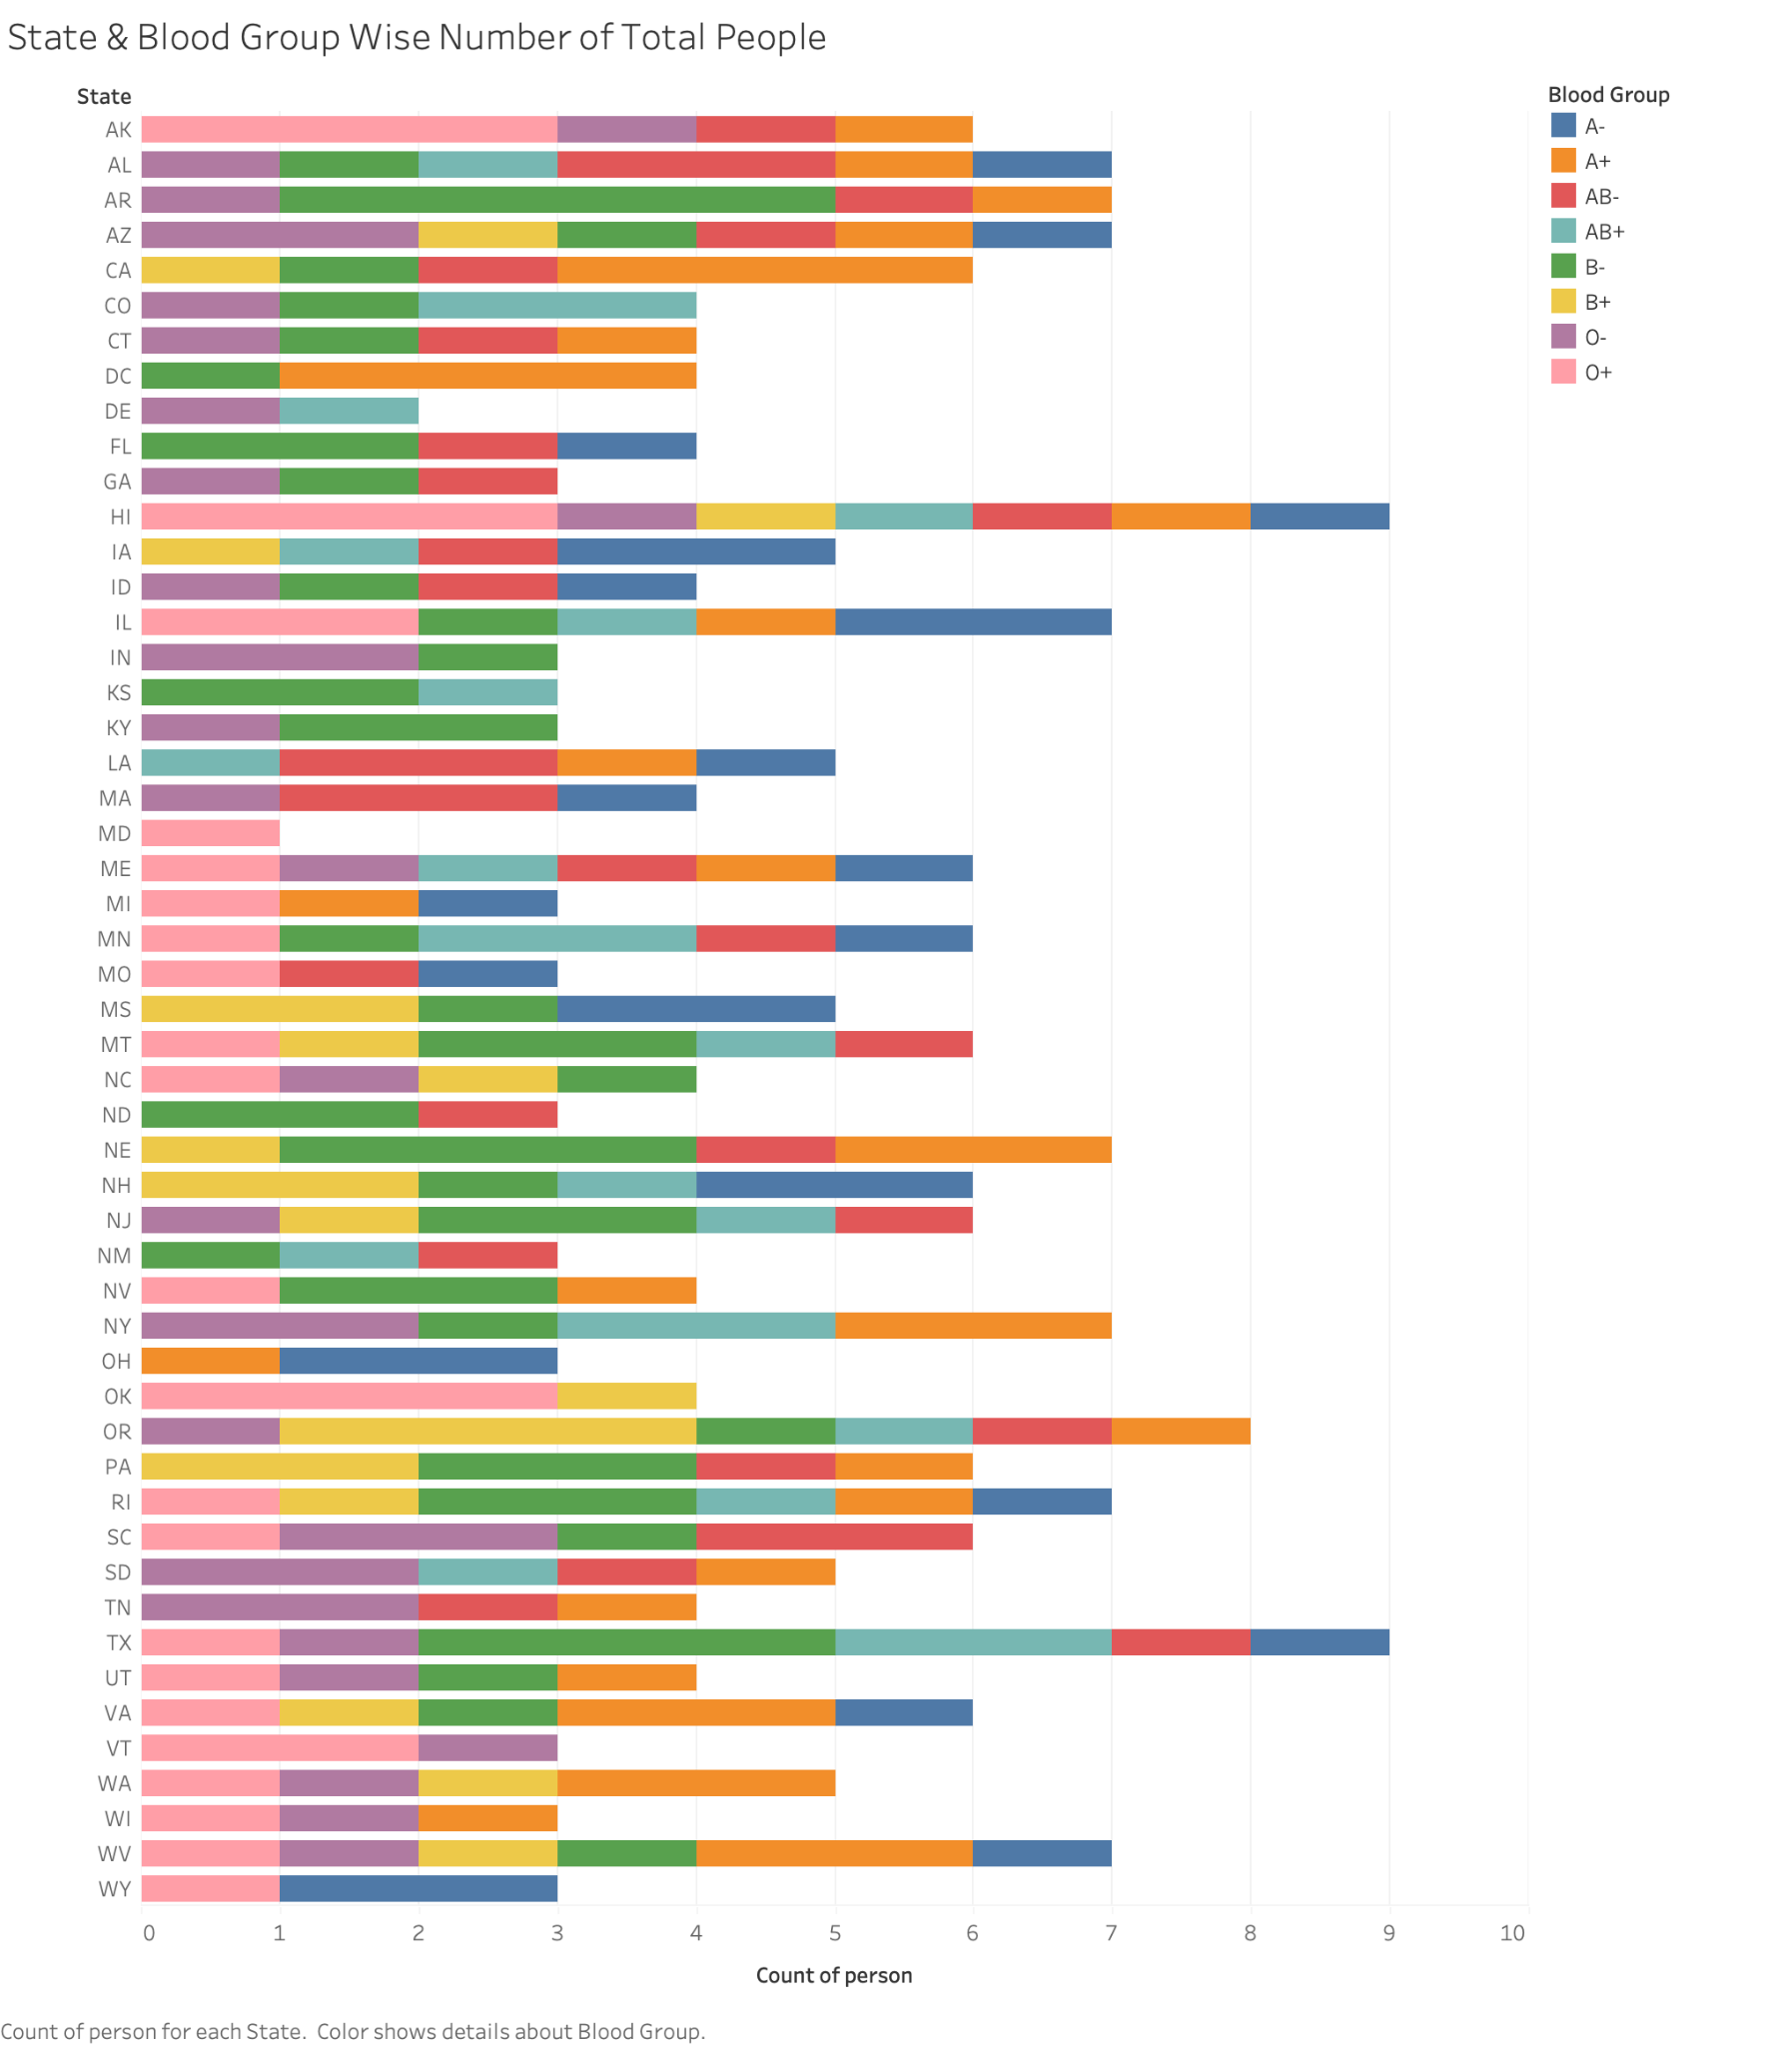 State & Blood Group Wise Number of Total People
State
Blood Group
AK
AL
AR
AZ
CA
CO
CT
DC
DE
FL
GA
HI
IA
ID
IL
IN
KS
KY
LA
MA
MD
ME
MI
MN
MO
MS
MT
NC
ND
NE
NH
NJ
NM
NV
NY
OH
OK
OR
PA
RI
SC
SD
TN
TX
UT
VA
VT
WA
WI
WV
WY
A-
A+
AB-
AB+
B-
B+
O-
O+
0 1 2 3 4 5 6 7 8 9 10
Count of person
Count of person for each State.  Color shows details about Blood Group.